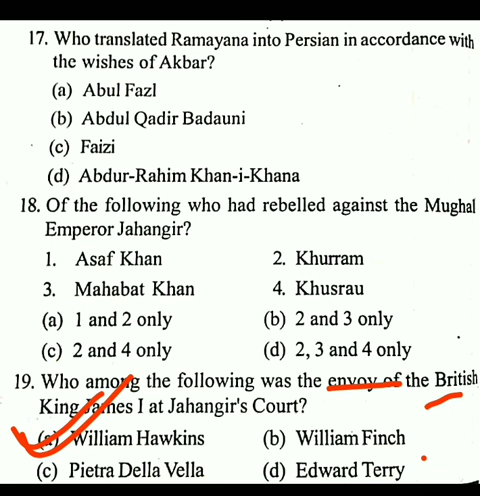 17. Who translated Ramayana into Persian in accordance with
the wishes of Akbar?
(a) Abul Fazl
(b) Abdul Qadir Badauni
(c) Faizi
(d) Abdur-Rahim Khan-i-Khana
18. Of the following who had rebelled against the Mughal
Emperor Jahangir?
1. Asaf Khan 2. Khurram
3. Mahabat Khan 4. Khusrau
(a) 1 and 2 only (b) 2 and 3 only
(c) 2 and 4 only (d) 2, 3 and 4 only
19. Who among the following was the envoy of the British
King James I at Jahangir's Court?
(a) William Hawkins (b) William Finch
(c) Pietra Della Vella (d) Edward Terry